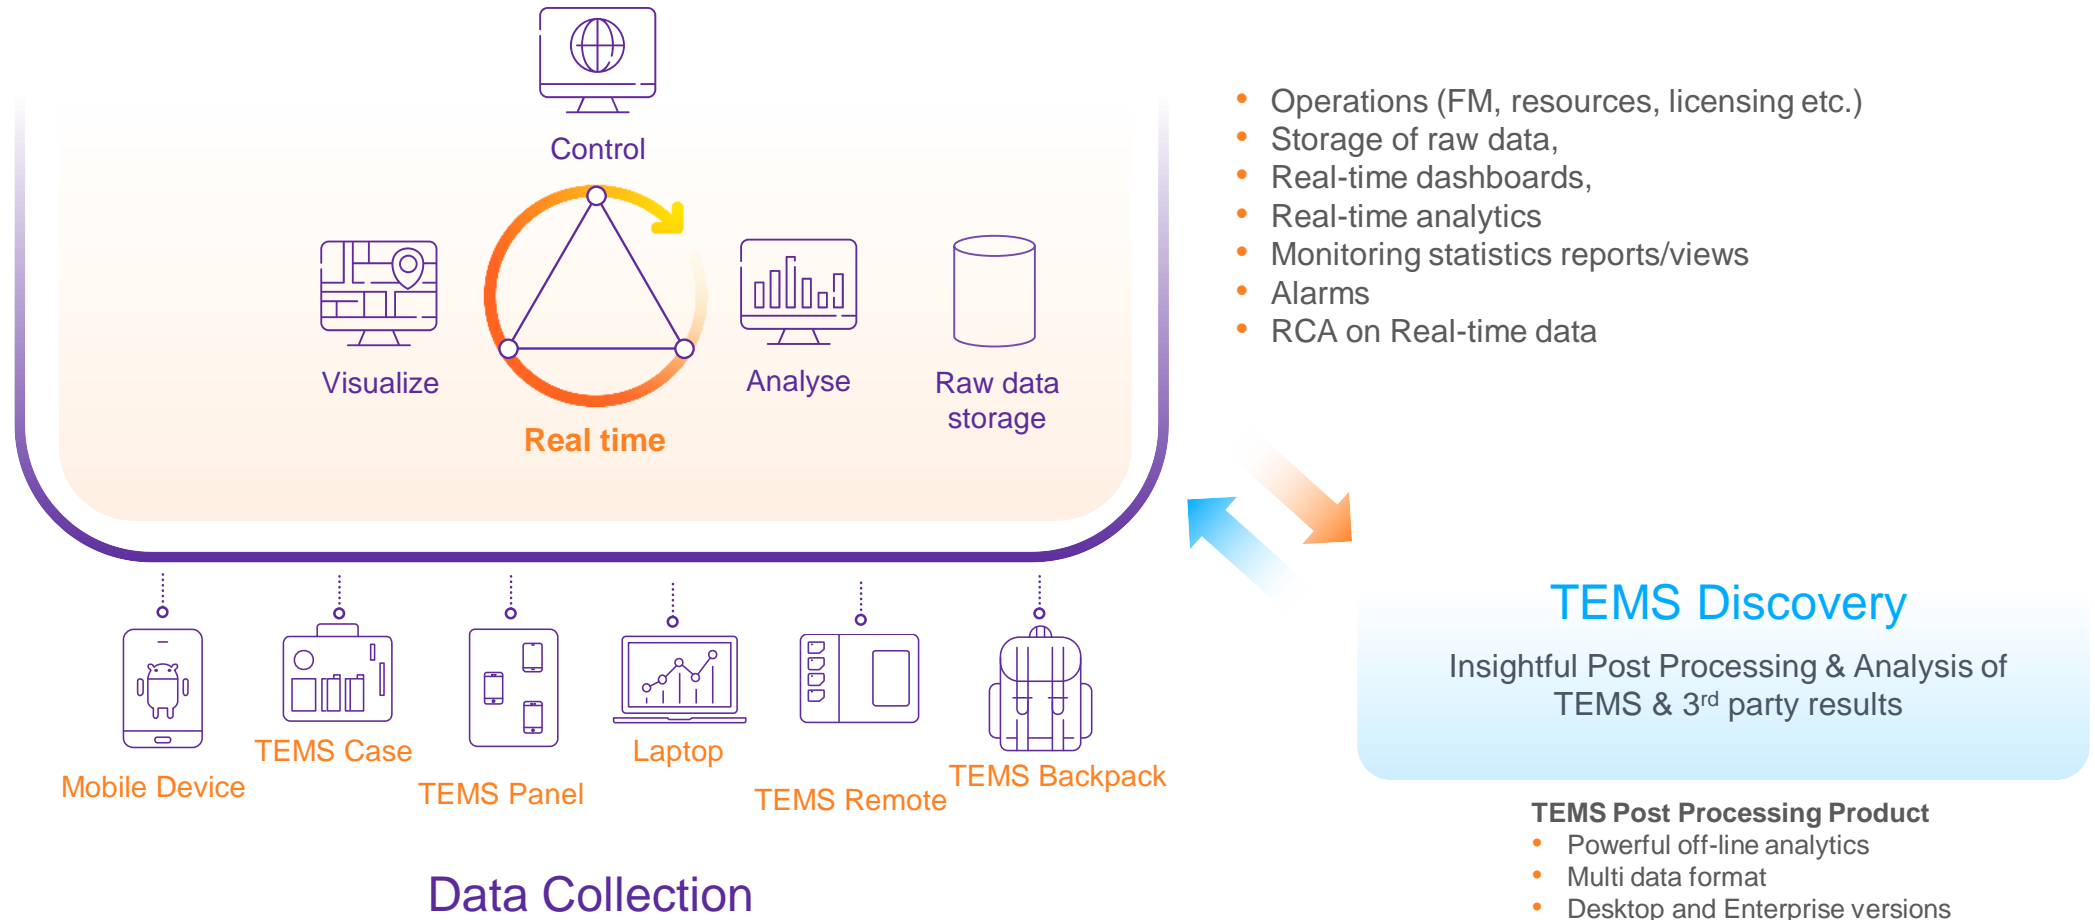 Control
Visualize
Analyse
Raw data
storage
Real time
• Operations (FM, resources, licensing etc.)
• Storage of raw data,
• Real-time dashboards,
• Real-time analytics
• Monitoring statistics reports/views
• Alarms
• RCA on Real-time data
Mobile Device
TEMS Case
TEMS Panel
Laptop
TEMS Remote
TEMS Backpack
Data Collection
TEMS Discovery
Insightful Post Processing & Analysis of
TEMS & 3rd party results
TEMS Post Processing Product
• Powerful off-line analytics
• Multi data format
• Desktop and Enterprise versions